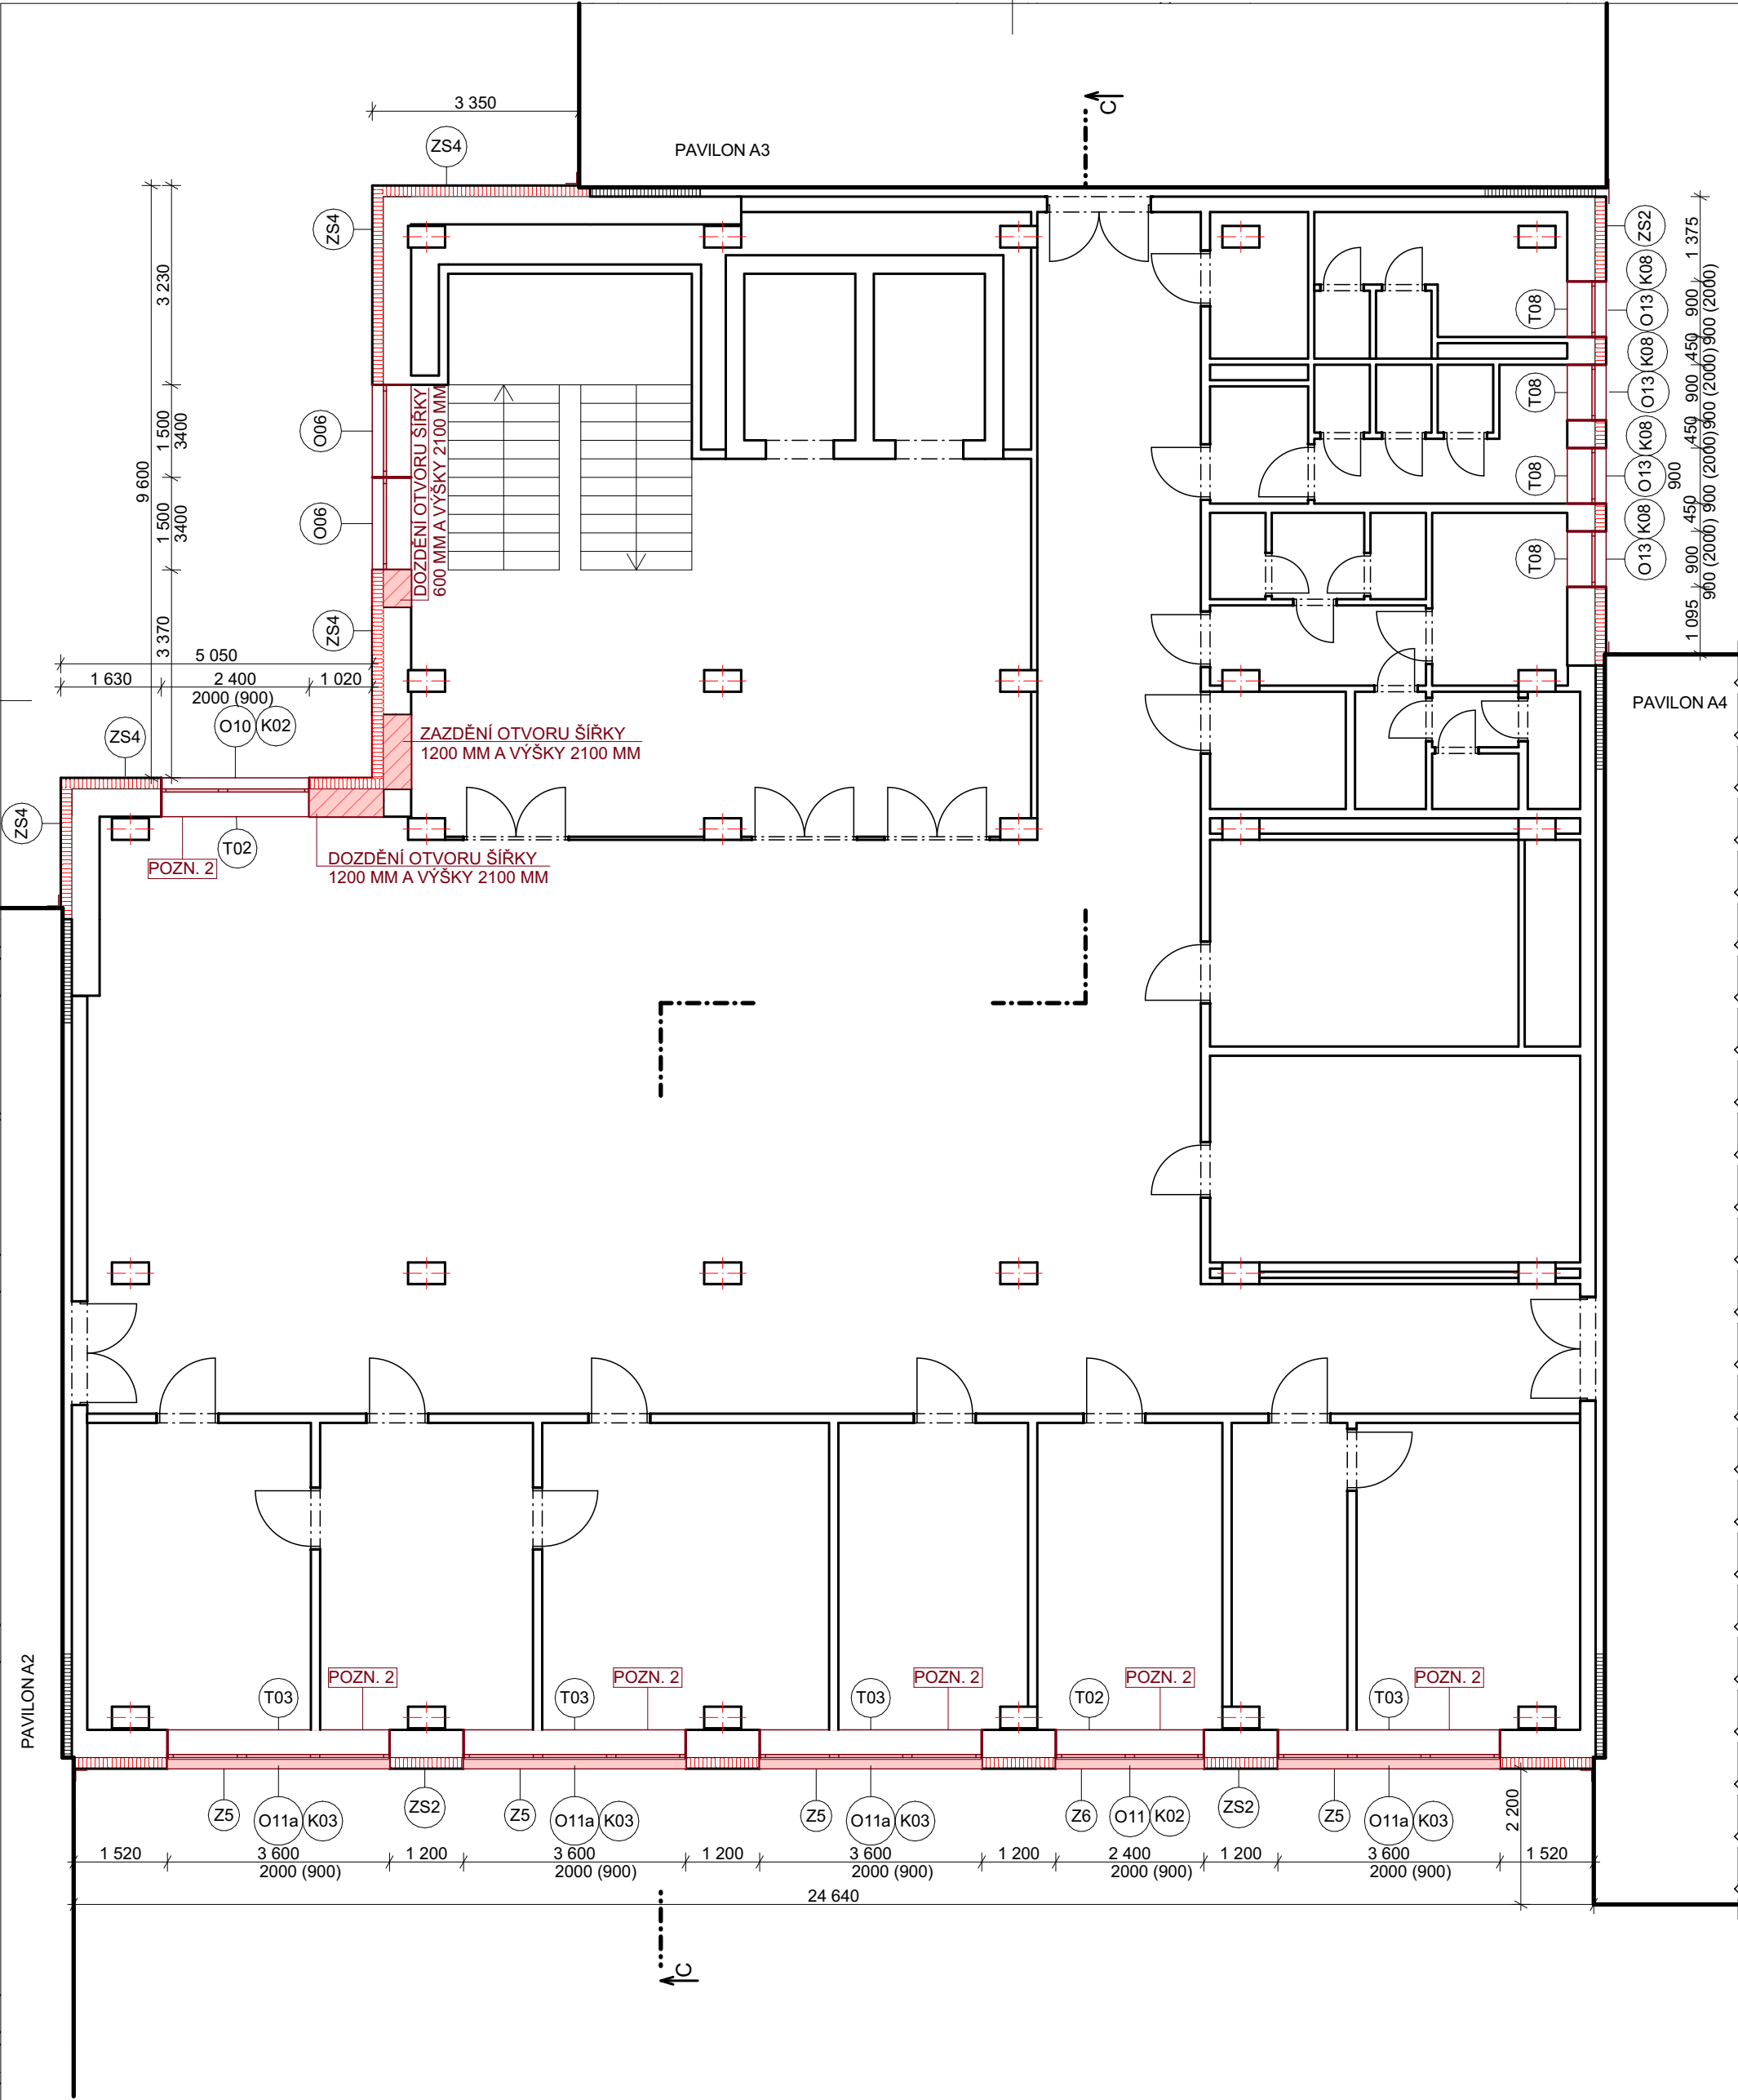 3 350
C
ZS4
PAVILON A3
ZS4
ZS2
1 375
K08
O13
T08
900
900 (2000)
K08
450
O13
T08
900
900 (2000)
K08
450
O13
T08
900
900 (2000)
K08
450
O13
T08
900
900 (2000)
1 095
3 230
9 600
O06
1 500
3400
O06
1 500
3400
DOZDĚNÍ OTVORU ŠÍŘKY
600 MM A VÝŠKY 2100 MM
ZS4
3 370
5 050
1 630
2 400
1 020
2000 (900)
O10
K02
ZS4
ZAZDĚNÍ OTVORU ŠÍŘKY
1200 MM A VÝŠKY 2100 MM
PAVILON A4
ZS4
T02
POZN. 2
DOZDĚNÍ OTVORU ŠÍŘKY
1200 MM A VÝŠKY 2100 MM
PAVILON A2
T03
POZN. 2
T03
POZN. 2
T03
POZN. 2
T02
POZN. 2
T03
POZN. 2
Z5
O11a
K03
ZS2
Z5
O11a
K03
Z5
O11a
K03
Z6
O11
K02
ZS2
Z5
O11a
K03
2 200
1 520
3 600
1 200
3 600
1 200
3 600
1 200
2 400
1 200
3 600
1 520
2000 (900)
2000 (900)
2000 (900)
2000 (900)
2000 (900)
24 640
C